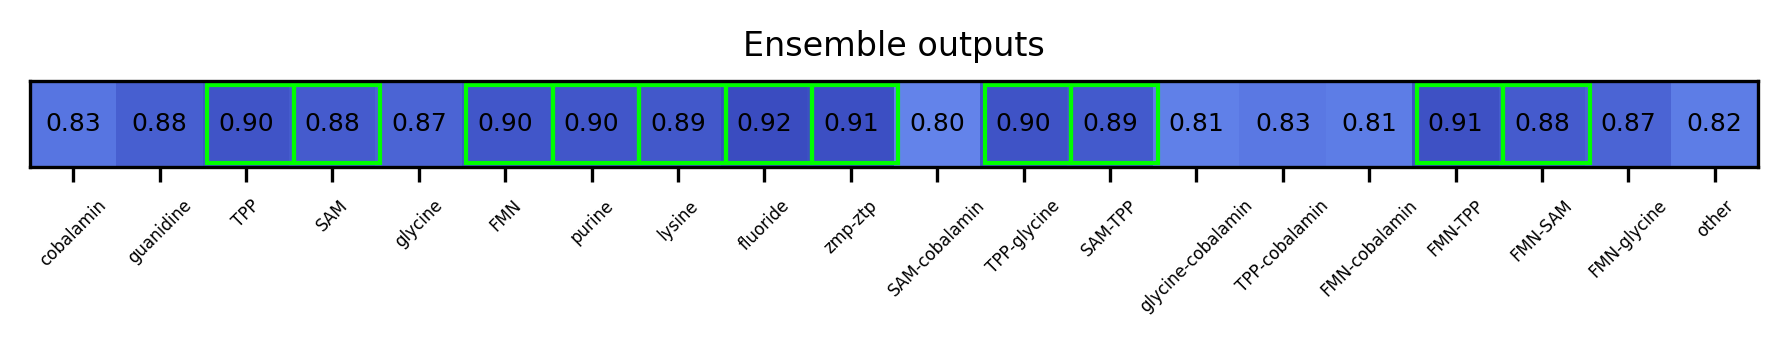 Ensemble outputs
0.83 0.88 0.90 0.88 0.87 0.90 0.90 0.89 0.92 0.91 0.80 0.90 0.89 0.81 0.83 0.81 0.91 0.88 0.87 0.82
cobalamin guanidine TPP SAM glycine FMN purine lysine fluoride zmp-ztp SAM-cobalamin TPP-glycine SAM-TPP glycine-cobalamin TPP-cobalamin FMN-cobalamin FMN-TPP FMN-SAM FMN-glycine other